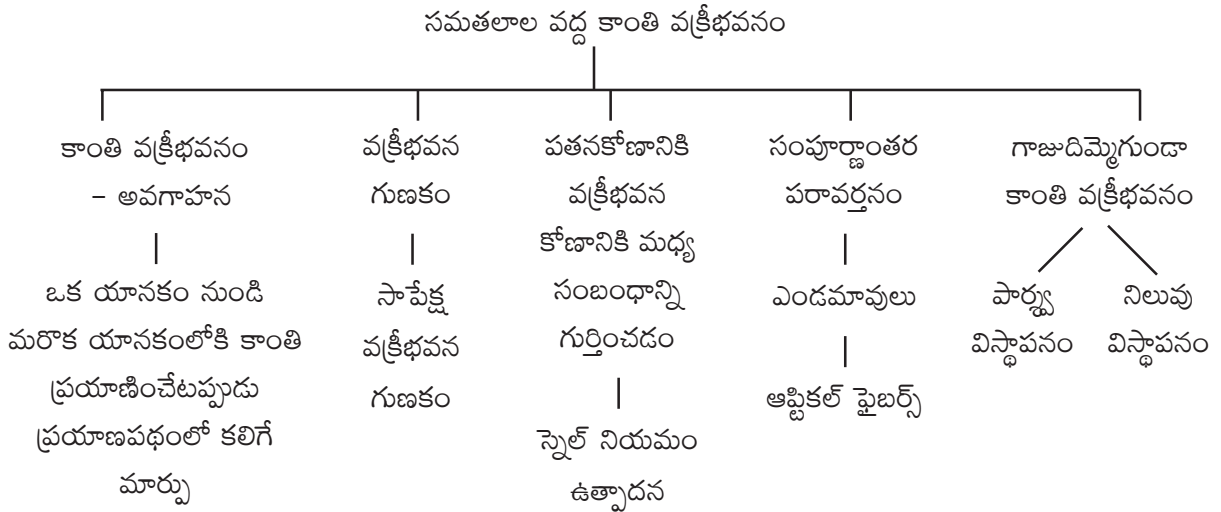 సమతలాల వద్ద కాంతి వక్రీభవనం
కాంతి వక్రీభవనం
– అవగాహన
ఒక యానకం నుండి
మరొక యానకంలోకి కాంతి
ప్రయాణించేటప్పుడు
ప్రయాణపథంలో కలిగే
మార్పు
వక్రీభవన
గుణకం
సాపేక్ష
వక్రీభవన
గుణకం
పతనకోణానికి
వక్రీభవన
కోణానికి మధ్య
సంబంధాన్ని
గుర్తించడం
స్నెల్ నియమం
ఉత్పాదన
సంపూర్ణాంతర
పరావర్తనం
ఎండమావులు
ఆప్టికల్ ఫైబర్స్
గాజుదిమ్మెగుండా
కాంతి వక్రీభవనం
పార్శ్వ
విస్థాపనం
నిలువు
విస్థాపనం